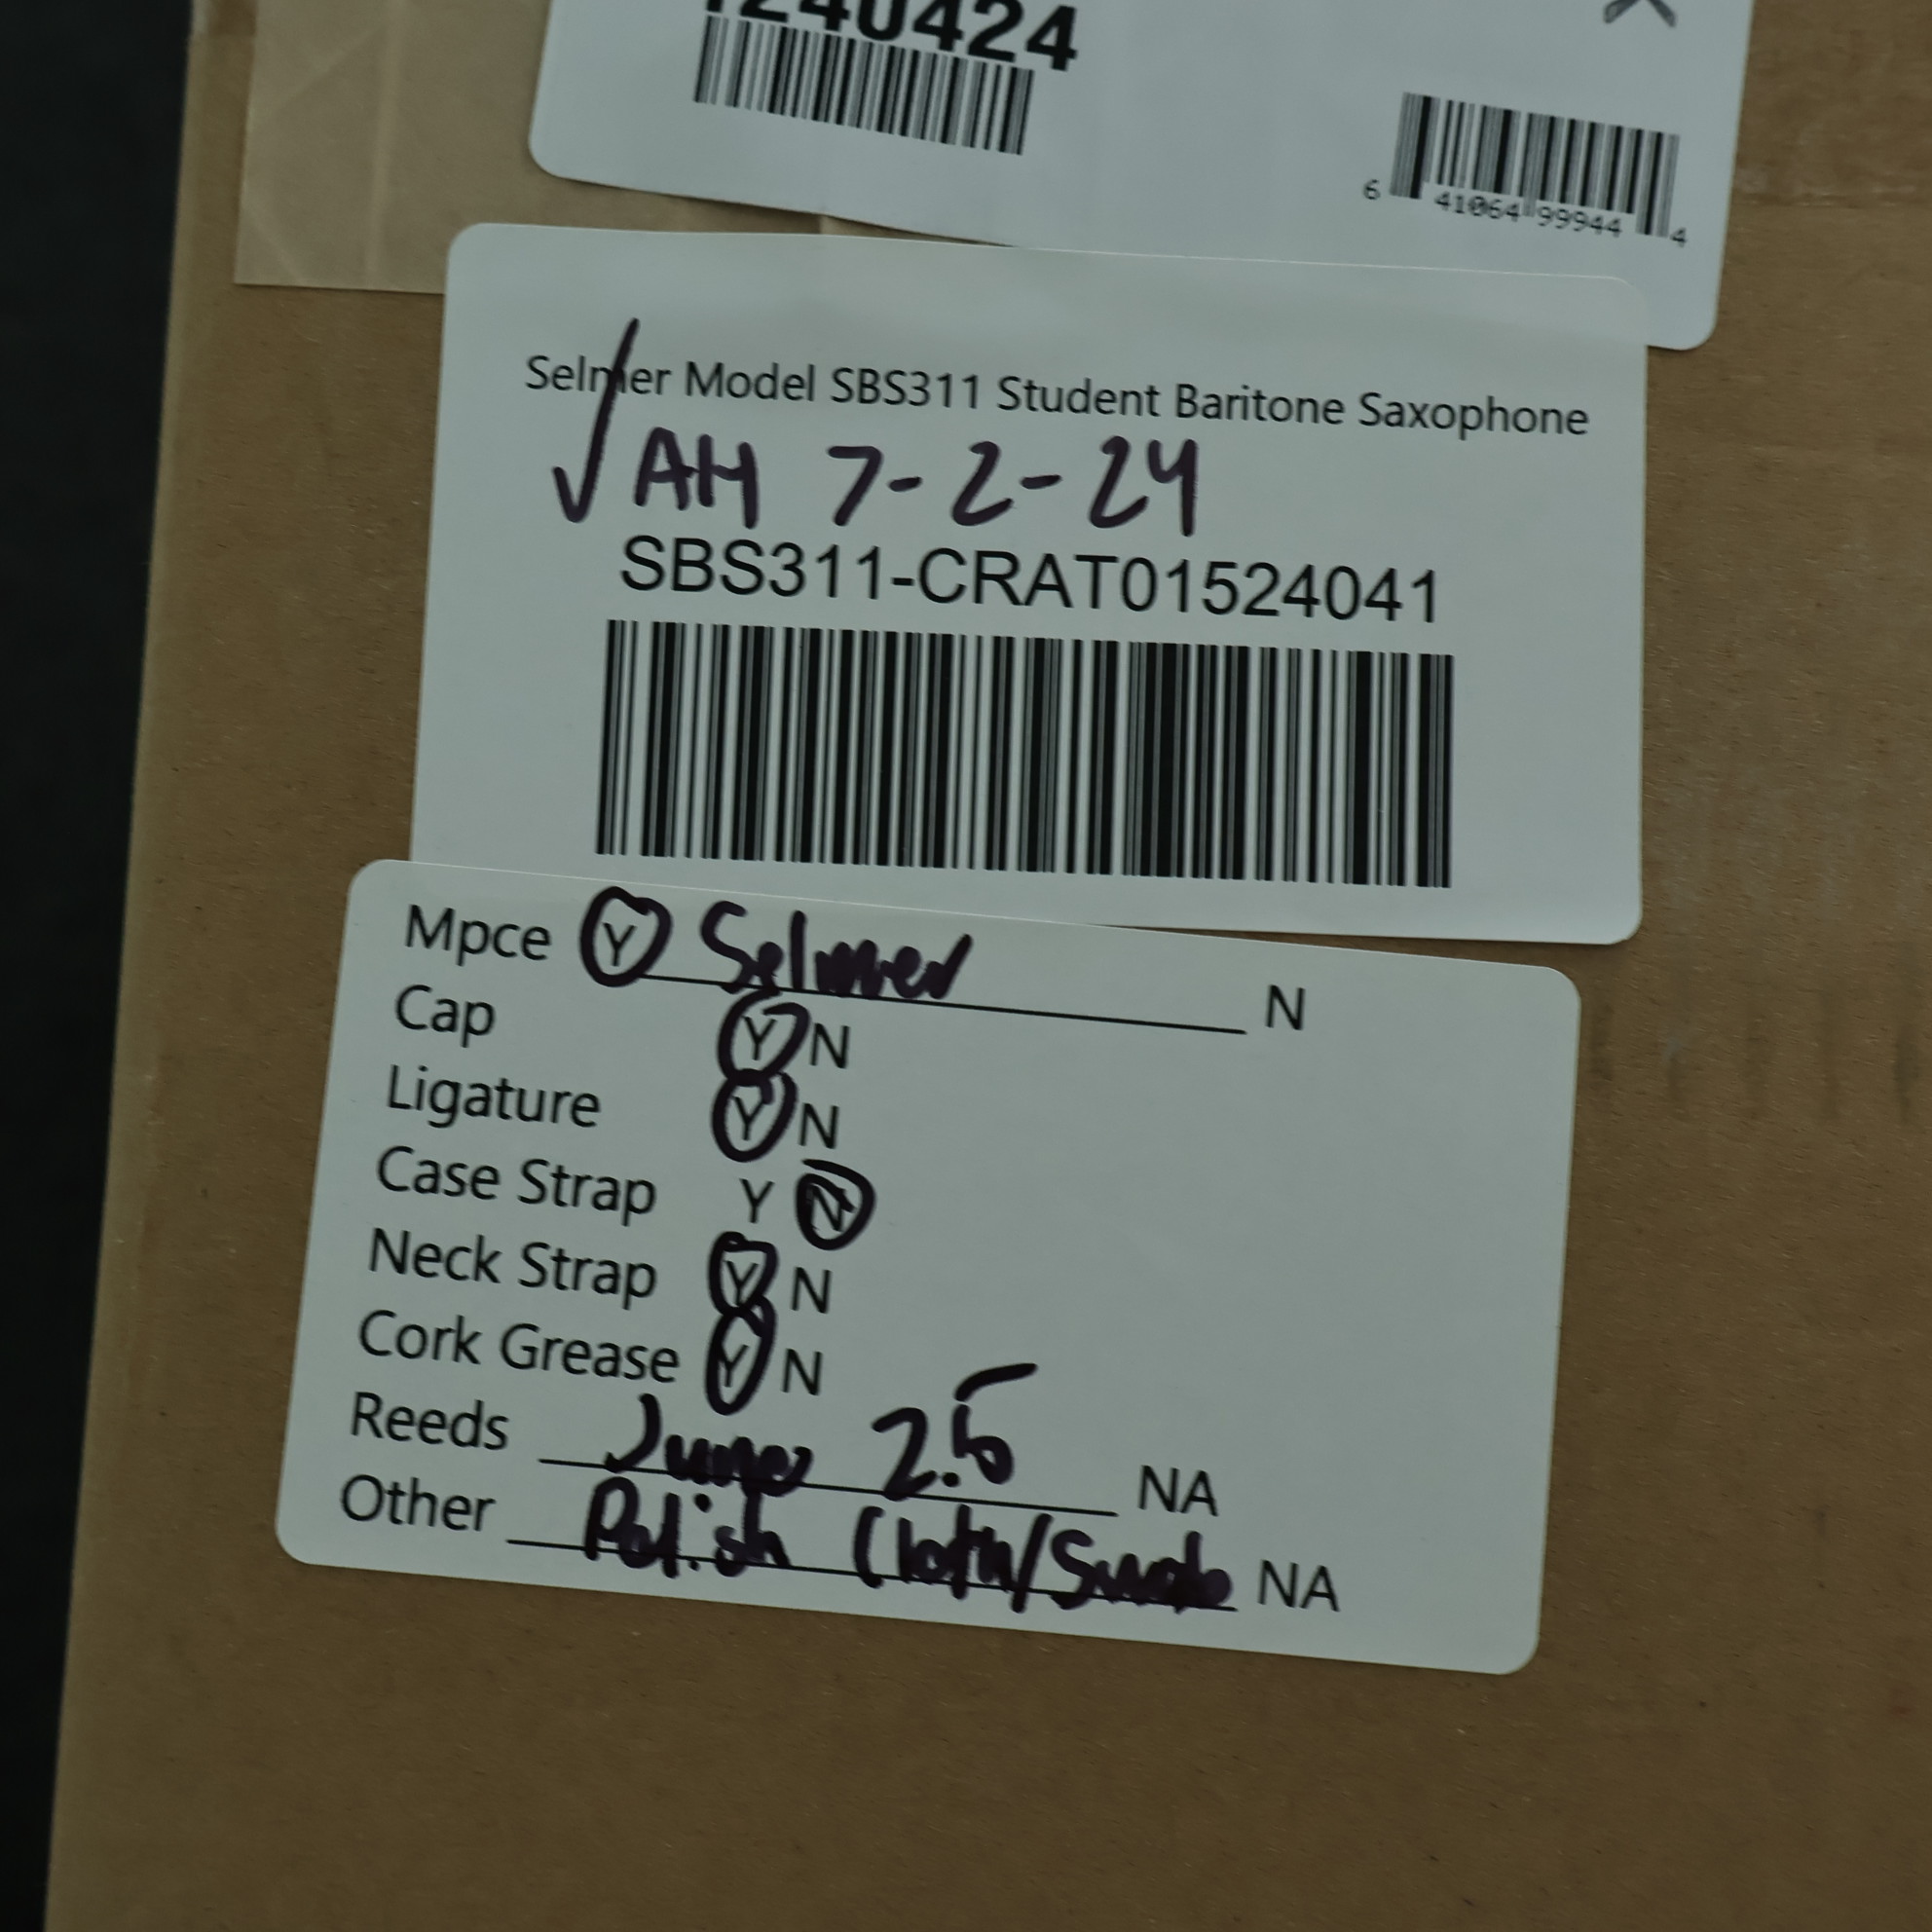 240424
6 41064 99944 4
Selmer Model SBS311 Student Baritone Saxophone
√ AH 7-2-24
SBS311-CRAT01524041
Mpce Y Selmer N
Cap Y N
Ligature Y N
Case Strap Y N
Neck Strap Y N
Cork Grease Y N
Reeds Juno 2.5 NA
Other Polish Cloth/Swab NA